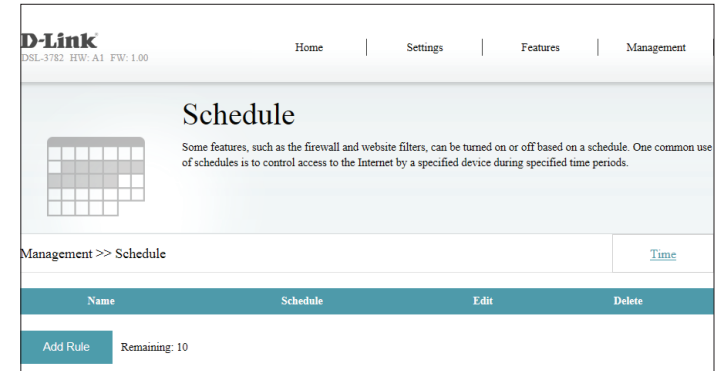 D-Link
DSL-3782 HW: A1 FW: 1.00
Home Settings Features Management
Schedule
Some features, such as the firewall and website filters, can be turned on or off based on a schedule. One common use
of schedules is to control access to the Internet by a specified device during specified time periods.
Management >> Schedule
Time
Name Schedule Edit Delete
Add Rule Remaining: 10